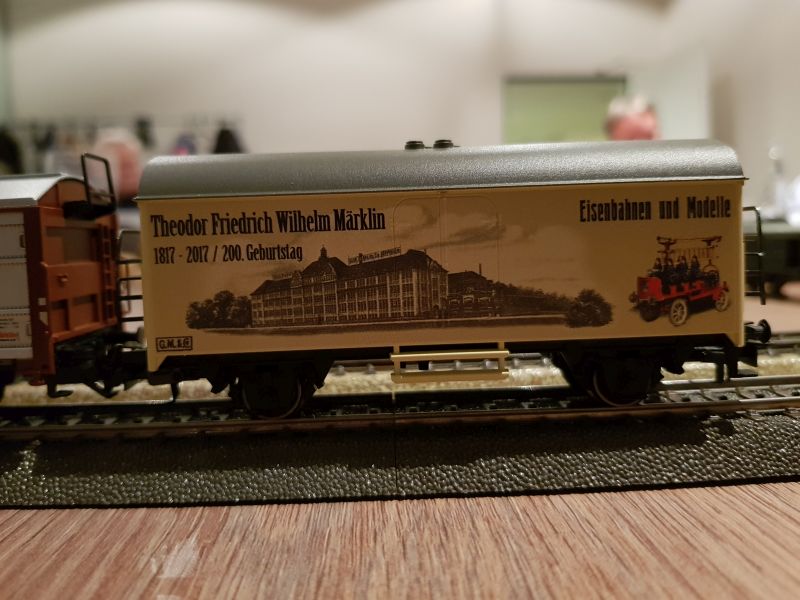 Theodor Friedrich Wilhelm Märklin
1817 - 2017 / 200. Geburtstag
Eisenbahnen und Modelle
G.M.&C